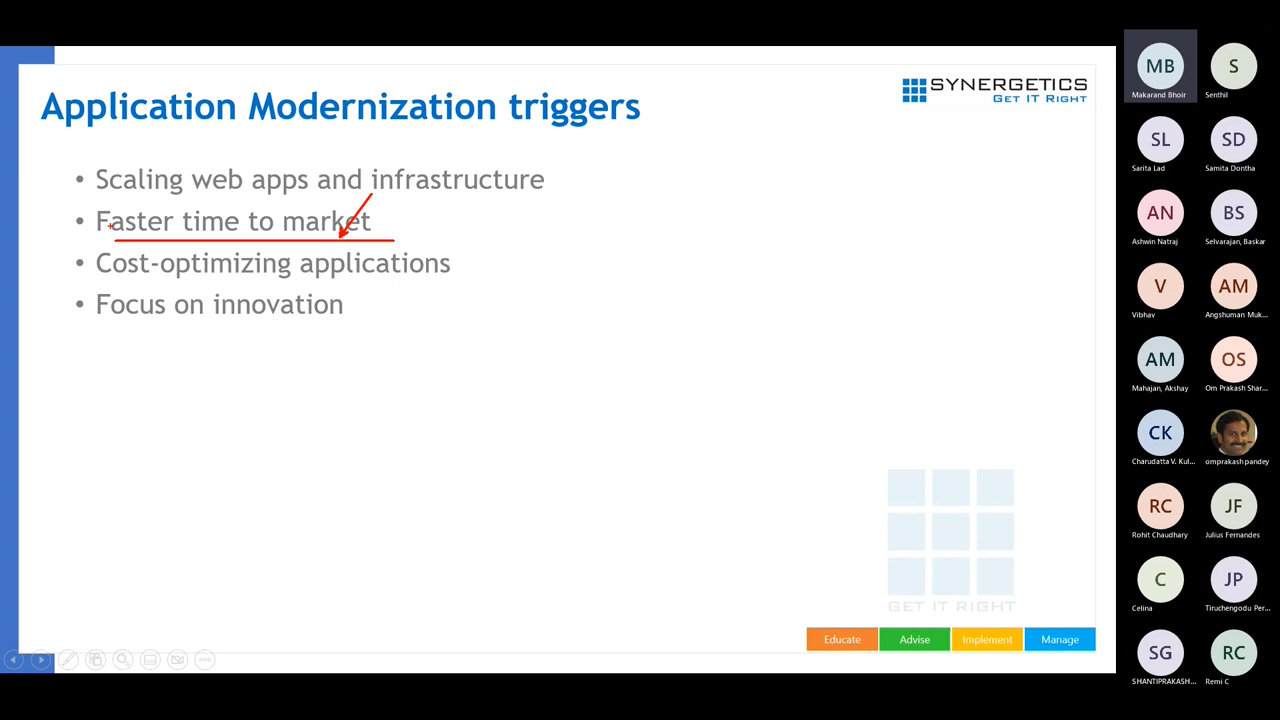 Application Modernization triggers
SYNERGETICS
GET IT RIGHT
• Scaling web apps and infrastructure
• Faster time to market
• Cost-optimizing applications
• Focus on innovation
GET IT RIGHT
Educate
Advise
Implement
Manage
MB
Makarand Bhoir
S
Senthil
SL
Sarita Lad
SD
Samita Dontha
AN
Ashwin Natraj
BS
Selvarajan, Baskar
V
Vibhav
AM
Angshuman Muk...
AM
Mahajan, Akshay
OS
Om Prakash Shar...
CK
Charudatta V. Kul...
omprakash pandey
RC
Rohit Chaudhary
JF
Julius Fernandes
C
Celina
JP
Tiruchengodu Per...
SG
SHANTIPRAKASH...
RC
Remi C